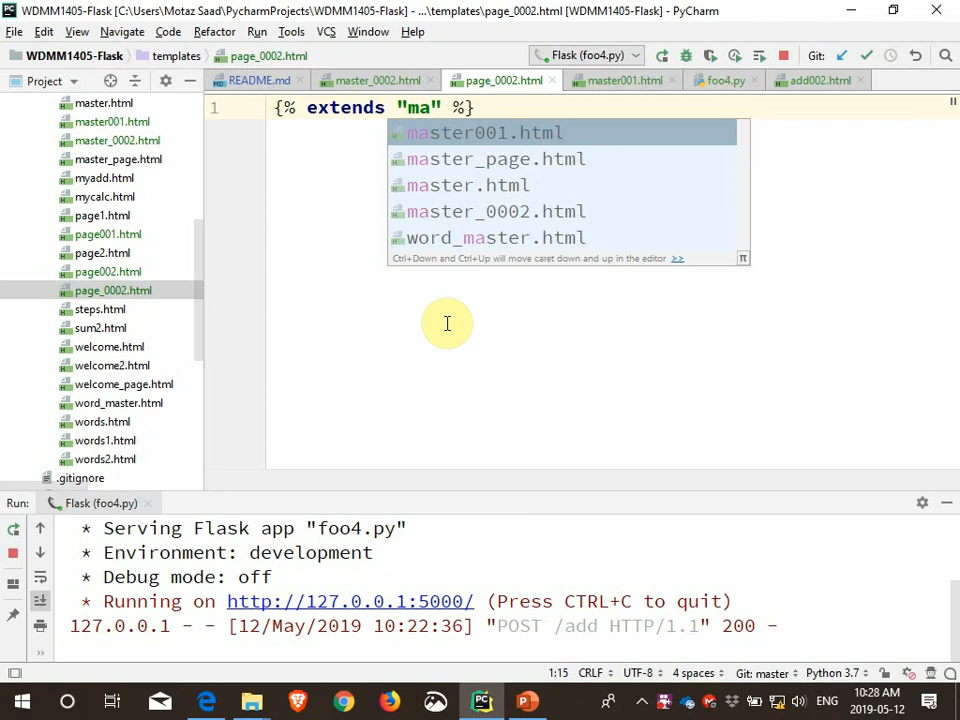 WDMM1405-Flask [C:\Users\Motaz Saad\PycharmProjects\WDMM1405-Flask] - ...\templates\page_0002.html [WDMM1405-Flask] - PyCharm
File Edit View Navigate Code Refactor Run Tools VCS Window Help
WDMM1405-Flask templates page_0002.html Flask (foo4.py) Git:
Project README.md master_0002.html page_0002.html master001.html foo4.py add002.html
master.html
master001.html
master_0002.html
master_page.html
myadd.html
mycalc.html
page1.html
page001.html
page2.html
page002.html
page_0002.html
steps.html
sum2.html
welcome.html
welcome2.html
welcome_page.html
word_master.html
words.html
words1.html
words2.html
.gitignore
1 {% extends "ma" %}
master001.html
master_page.html
master.html
master_0002.html
word_master.html
Ctrl+Down and Ctrl+Up will move caret down and up in the editor >> π
Run: Flask (foo4.py)
* Serving Flask app "foo4.py"
* Environment: development
* Debug mode: off
* Running on http://127.0.0.1:5000/ (Press CTRL+C to quit)
127.0.0.1 - - [12/May/2019 10:22:36] "POST /add HTTP/1.1" 200 -
1:15 CRLF UTF-8 4 spaces Git: master Python 3.7
ENG 10:28 AM
2019-05-12